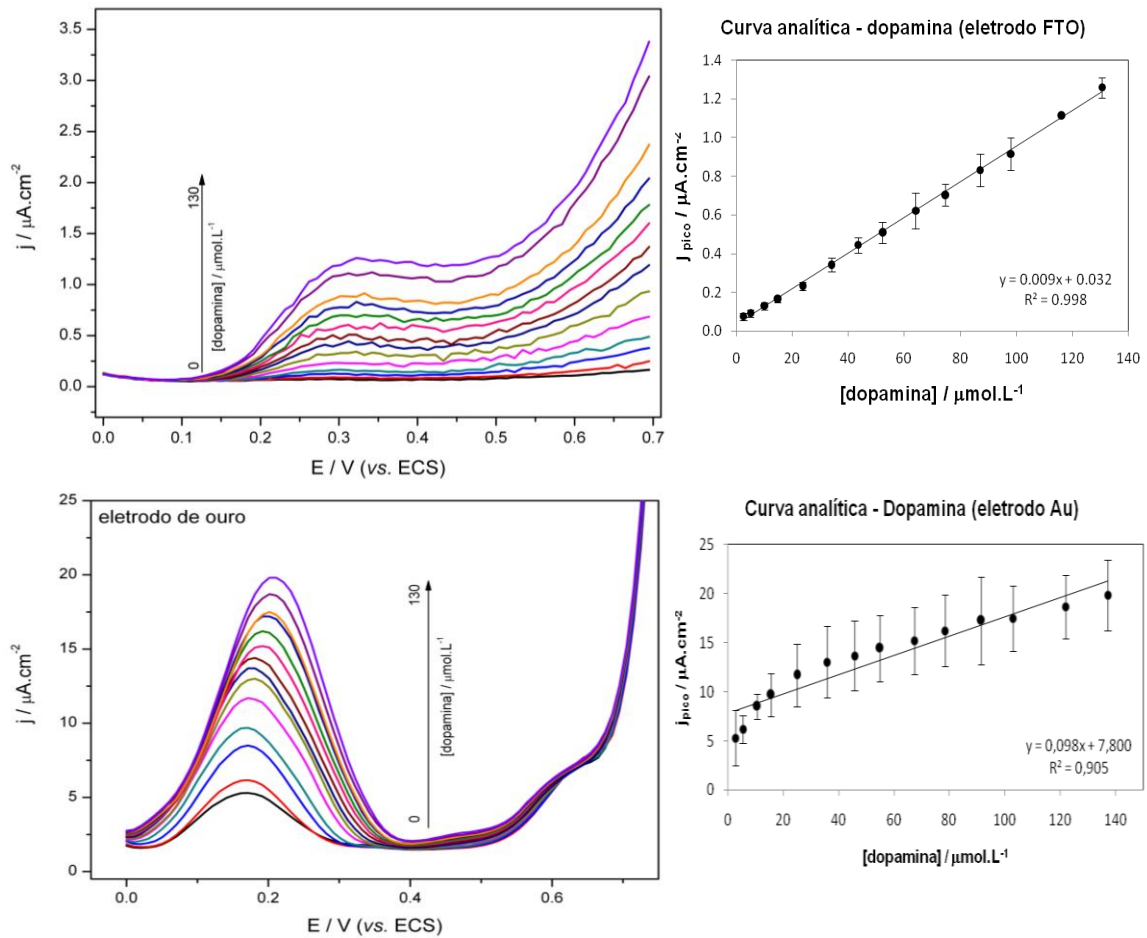 3.5
3.0
2.5
2.0
1.5
1.0
0.5
0.0
j / μA.cm-2
0
130
[dopamina] / μmol.L-1
0.0 0.1 0.2 0.3 0.4 0.5 0.6 0.7
E / V (vs. ECS)
Curva analítica - dopamina (eletrodo FTO)
1.4
1.2
1.0
0.8
0.6
0.4
0.2
0.0
j pico / μA.cm-2
y = 0.009x + 0.032
R2 = 0.998
0 20 40 60 80 100 120 140
[dopamina] / μmol.L-1
eletrodo de ouro
25
20
15
10
5
0
j / μA.cm-2
0
130
[dopamina] / μmol.L-1
0.0 0.2 0.4 0.6
E / V (vs. ECS)
Curva analítica - Dopamina (eletrodo Au)
25
20
15
10
5
0
jpico / μA.cm-2
y = 0,098x + 7,800
R2 = 0,905
0 20 40 60 80 100 120 140
[dopamina] / μmol.L-1